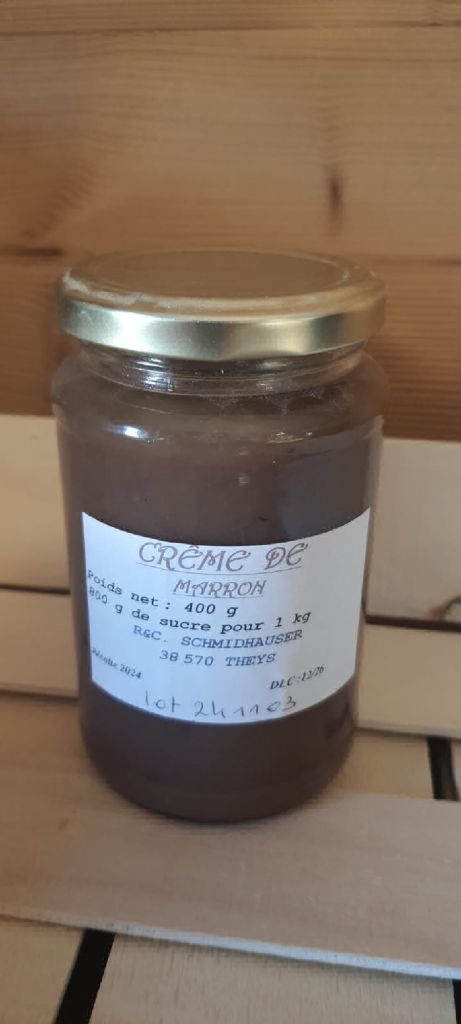 CRÊME DE
MARRON
Poids net : 400 g
800 g de sucre pour 1 kg
R&C. SCHMIDHAUSER
38 570 THEYS
Récolte 2024
DLC : 12/26
lot 241103